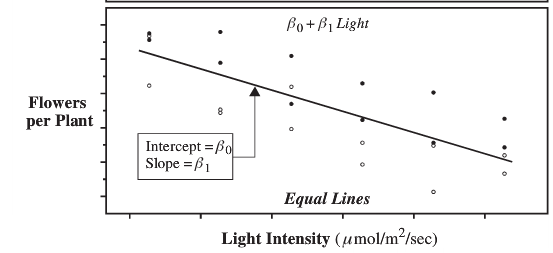 β0 + β1 Light
Flowers
per Plant
Intercept = β0
Slope = β1
Equal Lines
Light Intensity (μmol/m²/sec)